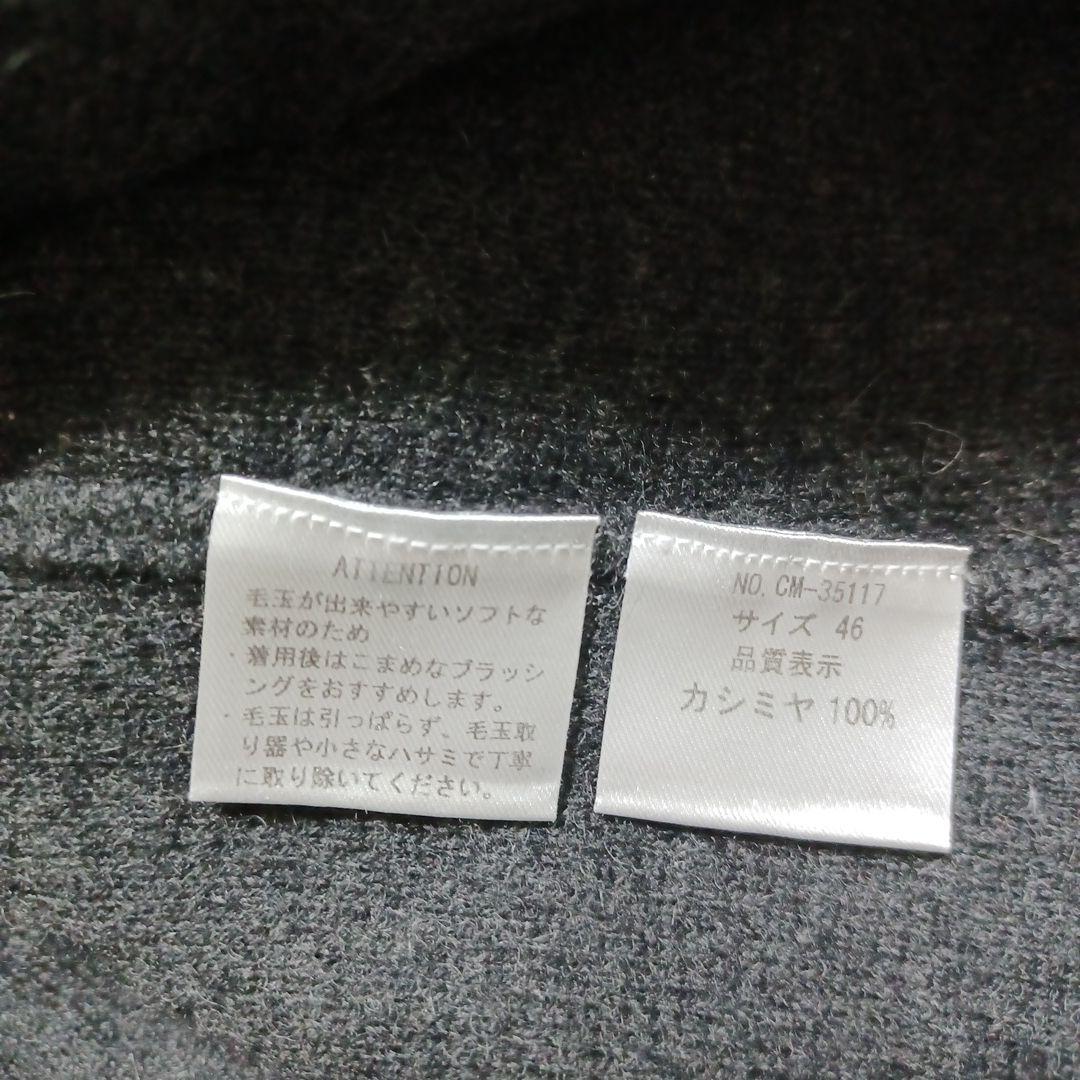 ATTENTION
毛玉が出来やすいソフトな
素材のため
・着用後はこまめなブラッシ
ングをおすすめします。
・毛玉は引っぱらず、毛玉取
り器や小さなハサミで丁寧
に取り除いてください。
NO. CM-35117
サイズ 46
品質表示
カシミヤ 100%